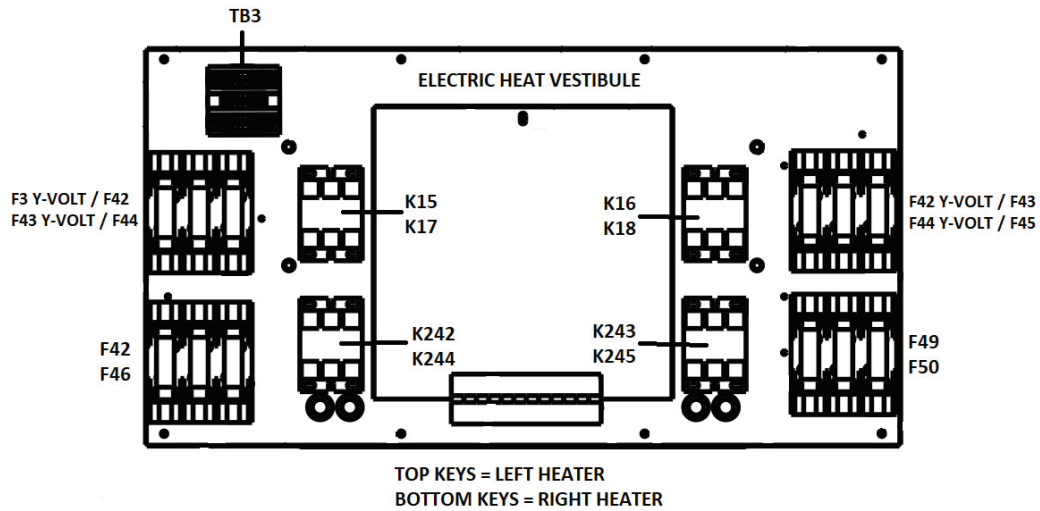 TB3
ELECTRIC HEAT VESTIBULE
F3 Y-VOLT / F42
F43 Y-VOLT / F44
K15
K17
K16
K18
F42 Y-VOLT / F43
F44 Y-VOLT / F45
F42
F46
K242
K244
K243
K245
F49
F50
TOP KEYS = LEFT HEATER
BOTTOM KEYS = RIGHT HEATER